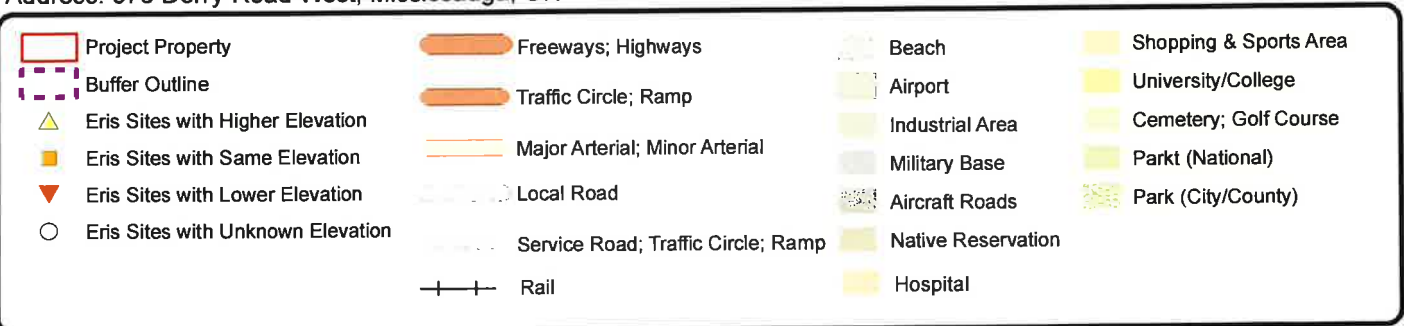 Project Property
Buffer Outline
Eris Sites with Higher Elevation
Eris Sites with Same Elevation
Eris Sites with Lower Elevation
Eris Sites with Unknown Elevation
Freeways; Highways
Traffic Circle; Ramp
Major Arterial; Minor Arterial
Local Road
Service Road; Traffic Circle; Ramp
Rail
Beach
Airport
Industrial Area
Military Base
Aircraft Roads
Native Reservation
Hospital
Shopping & Sports Area
University/College
Cemetery; Golf Course
Parkt (National)
Park (City/County)